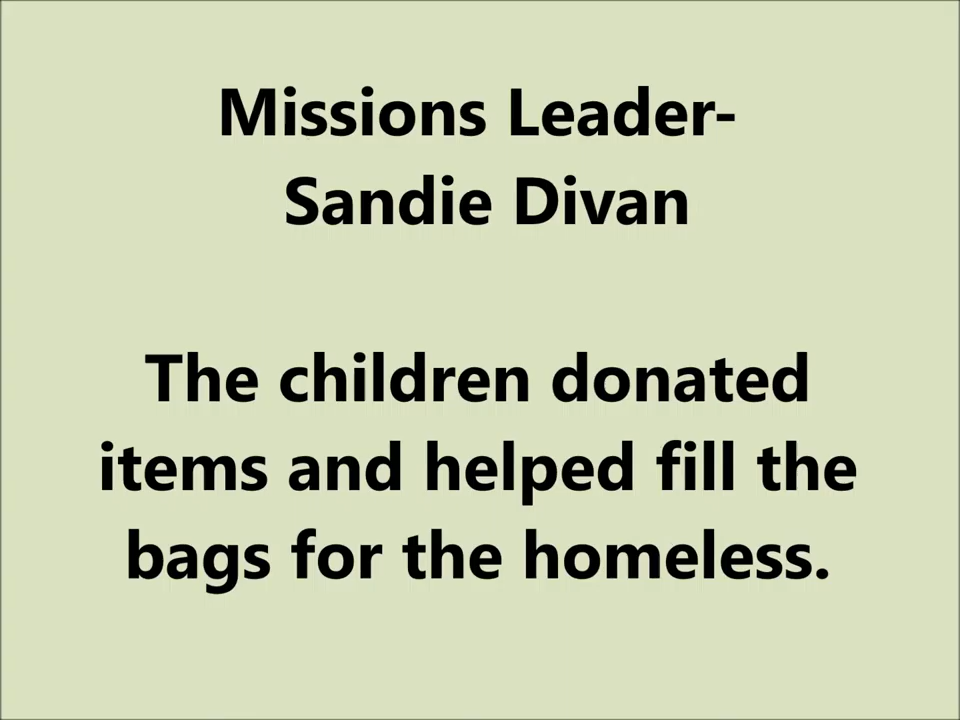 Missions Leader-
Sandie Divan
The children donated
items and helped fill the
bags for the homeless.